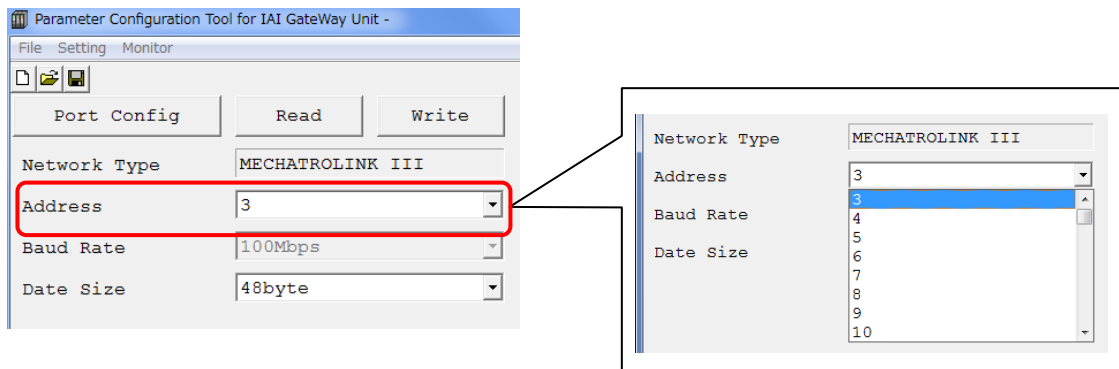 Parameter Configuration Tool for IAI GateWay Unit -
File Setting Monitor
Port Config Read Write
Network Type MECHATROLINK III
Address 3
Baud Rate 100Mbps
Date Size 48byte
Network Type MECHATROLINK III
Address 3
Baud Rate
Date Size
3
4
5
6
7
8
9
10